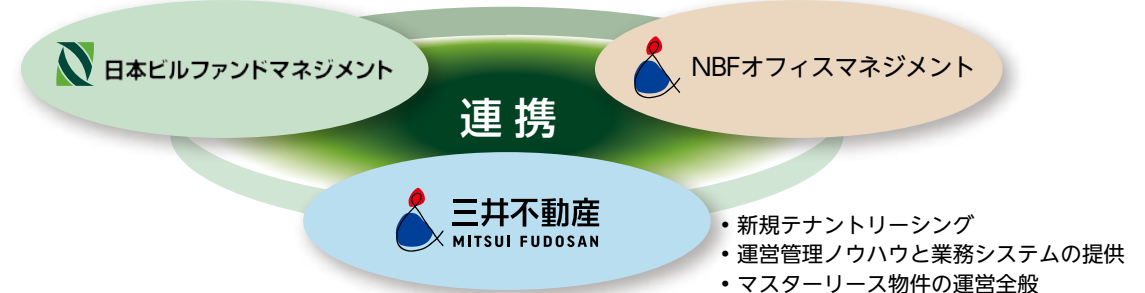 日本ビルファンドマネジメント
NBFオフィスマネジメント
連携
三井不動産
MITSUI FUDOSAN
• 新規テナントリーシング
• 運営管理ノウハウと業務システムの提供
• マスターリース物件の運営全般